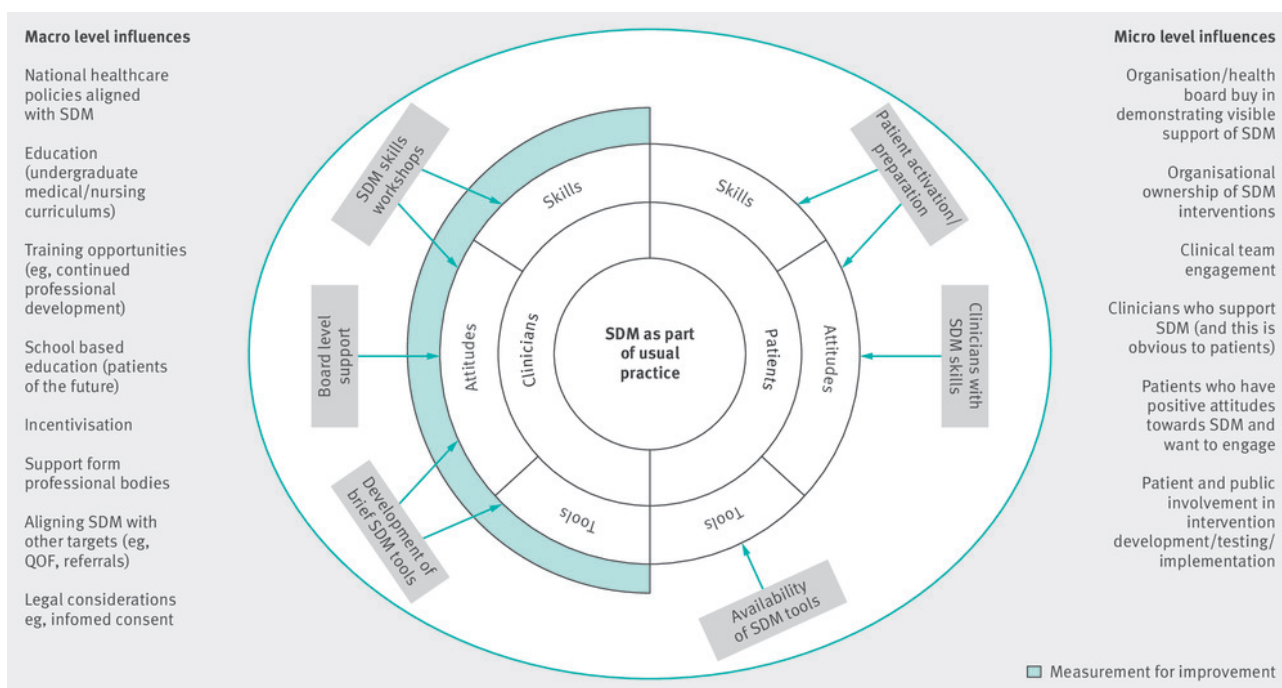 Macro level influences
National healthcare
policies aligned
with SDM
Education
(undergraduate
medical/nursing
curriculums)
Training opportunities
(eg, continued
professional
development)
School based
education (patients
of the future)
Incentivisation
Support form
professional bodies
Aligning SDM with
other targets (eg,
QOF, referrals)
Legal considerations
eg, infomed consent
SDM skills
workshops
Board level
support
Development of
brief SDM tools
Skills
Attitudes
Tools
Clinicians
SDM as part
of usual
practice
Patients
Skills
Attitudes
Tools
Patient activation/
preparation
Clinicians with
SDM skills
Availability
of SDM tools
Micro level influences
Organisation/health
board buy in
demonstrating visible
support of SDM
Organisational
ownership of SDM
interventions
Clinical team
engagement
Clinicians who support
SDM (and this is
obvious to patients)
Patients who have
positive attitudes
towards SDM and
want to engage
Patient and public
involvement in
intervention
development/testing/
implementation
Measurement for improvement